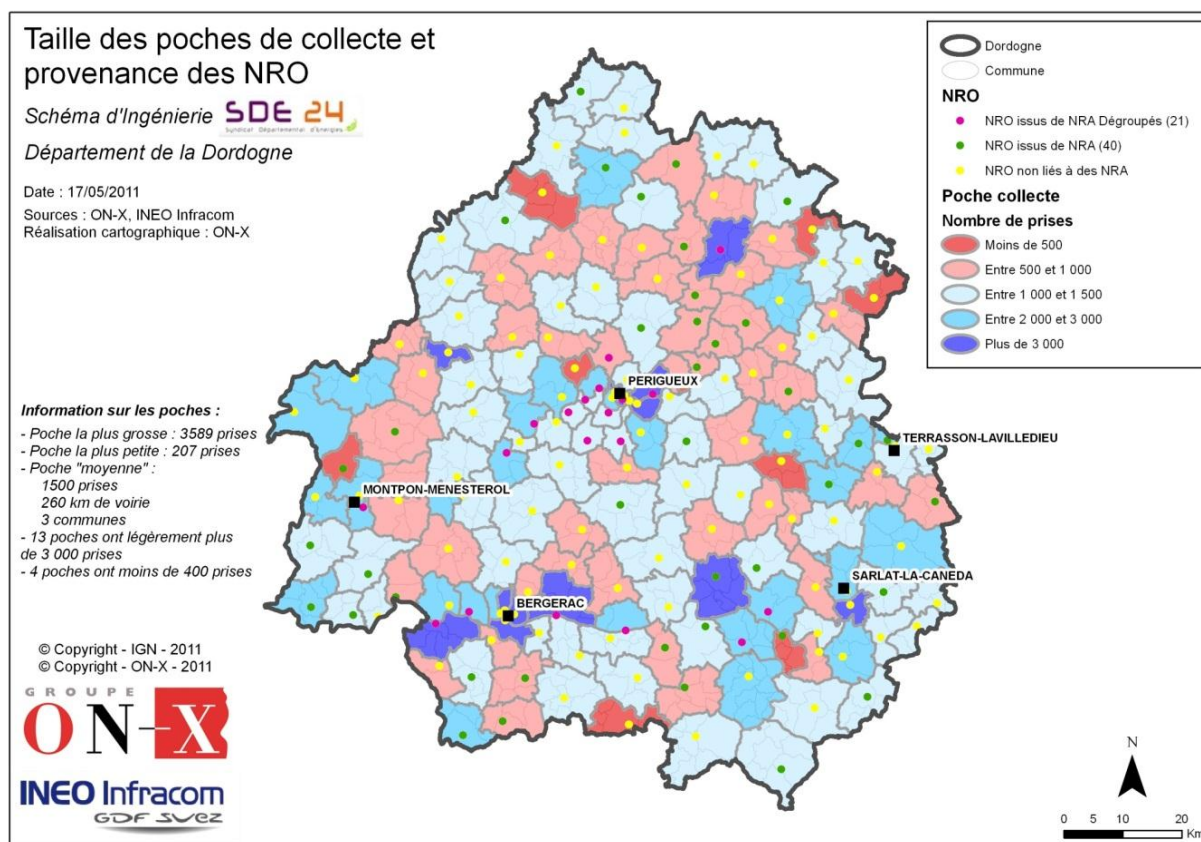 Taille des poches de collecte et
provenance des NRO
Schéma d'Ingénierie SDE 24
Syndicat Départemental d'Energies
Département de la Dordogne
Date : 17/05/2011
Sources : ON-X, INEO Infracom
Réalisation cartographique : ON-X
Dordogne
Commune
NRO
NRO issus de NRA Dégroupés (21)
NRO issus de NRA (40)
NRO non liés à des NRA
Poche collecte
Nombre de prises
Moins de 500
Entre 500 et 1 000
Entre 1 000 et 1 500
Entre 2 000 et 3 000
Plus de 3 000
PERIGUEUX
TERRASSON-LAVILLEDIEU
MONTPON-MENESTEROL
SARLAT-LA-CANEDA
BERGERAC
Information sur les poches :
- Poche la plus grosse : 3589 prises
- Poche la plus petite : 207 prises
- Poche "moyenne" :
1500 prises
260 km de voirie
3 communes
- 13 poches ont légèrement plus
de 3 000 prises
- 4 poches ont moins de 400 prises
© Copyright - IGN - 2011
© Copyright - ON-X - 2011
GROUPE
ON-X
INEO Infracom
GDF SUEZ
N
0 5 10 20
Km